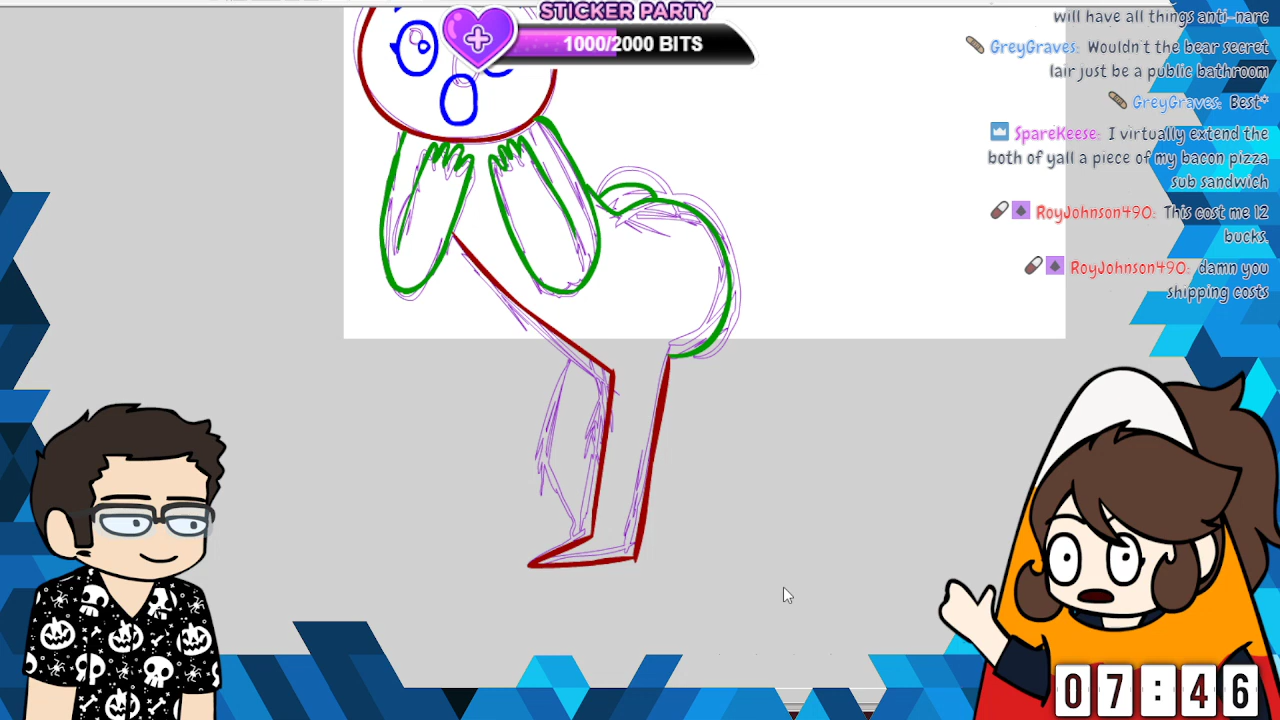 STICKER PARTY
1000/2000 BITS
will have all things anti-narc
GreyGraves: Wouldn't the bear secret
lair just be a public bathroom
GreyGraves: Best*
SpareKeese: I virtually extend the
both of yall a piece of my bacon pizza
sub sandwich
RoyJohnson490: This cost me 12
bucks.
RoyJohnson490: damn you
shipping costs
07:46